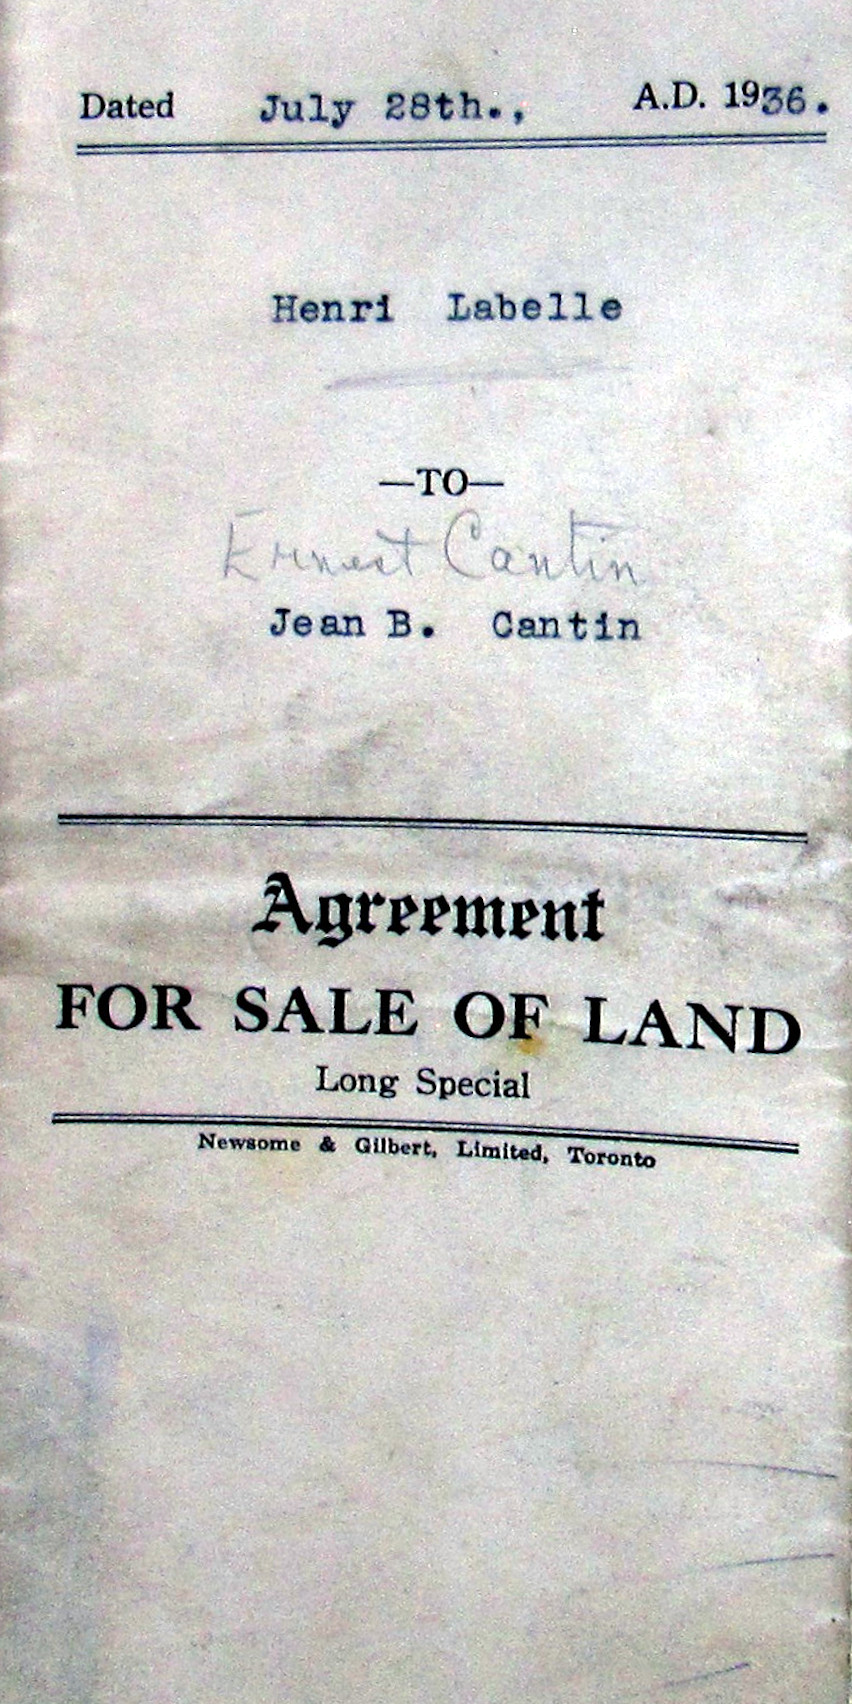 Dated July 28th., A.D. 1936.
Henri Labelle
—TO—
Ernest Cantin
Jean B. Cantin
Agreement
FOR SALE OF LAND
Long Special
Newsome & Gilbert, Limited, Toronto